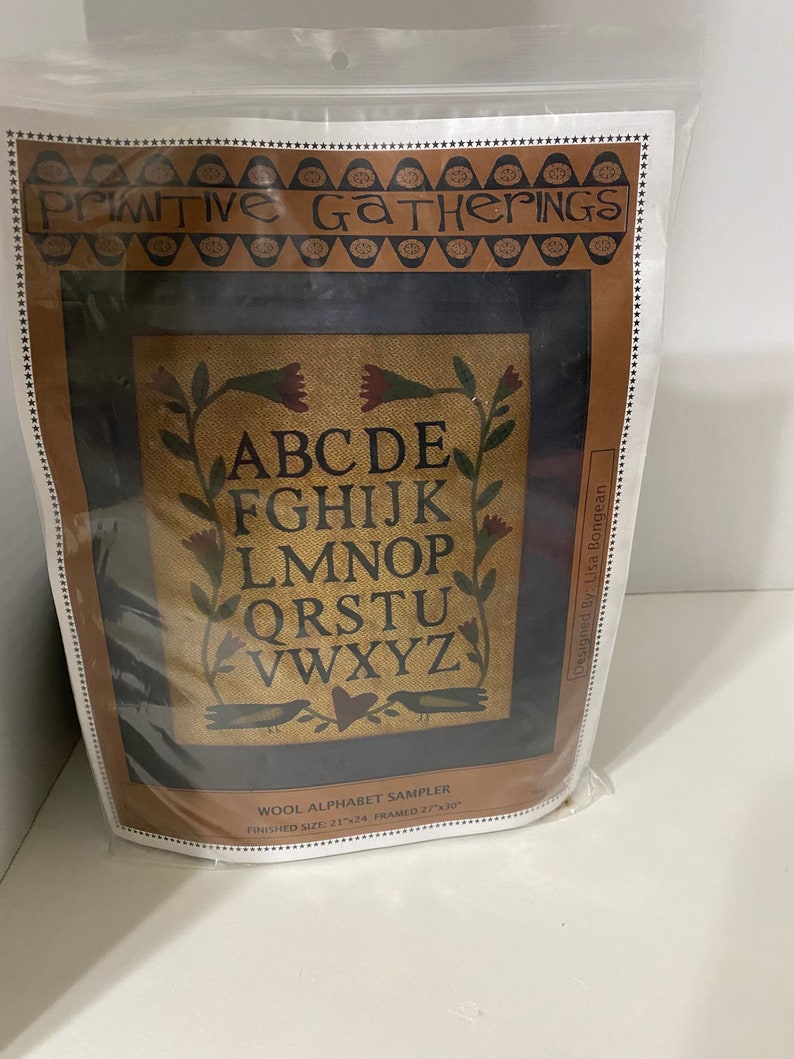 PRIMITIVE GATHERINGS
ABCDE
FGHIJK
LMNOP
QRSTU
VWXYZ
Designed By: Lisa Bongean
WOOL ALPHABET SAMPLER
FINISHED SIZE: 21"x24 FRAMED 27"x30"